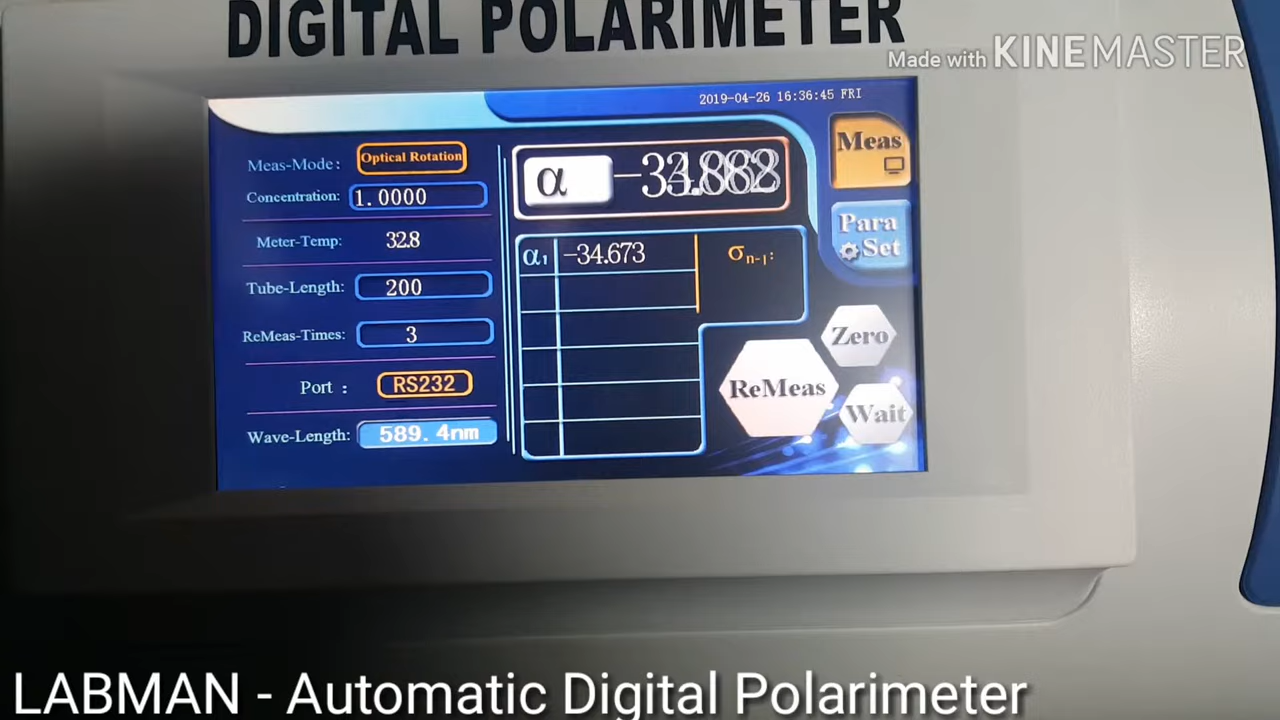 DIGITAL POLARIMETER
Made with KINEMASTER
2019-04-26 16:36:45 FRI
Meas-Mode: Optical Rotation
Concentration: 1.0000
Meter-Temp: 32.8
Tube-Length: 200
ReMeas-Times: 3
Port : RS232
Wave-Length: 589.4nm
α
α1 -34.673
σn-1:
Meas
Para
Set
Zero
ReMeas
Wait
LABMAN - Automatic Digital Polarimeter